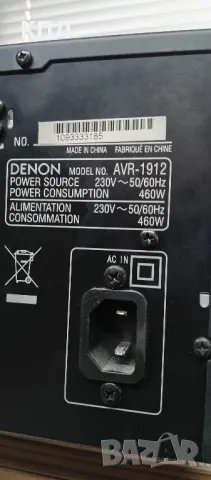 NO.
1093333185
MADE IN CHINA FABRIQUÉ EN CHINE
DENON MODEL NO. AVR-1912
POWER SOURCE 230V~50/60Hz
POWER CONSUMPTION 460W
ALIMENTATION 230V~50/60Hz
CONSOMMATION 460W
AC IN
BAZAR